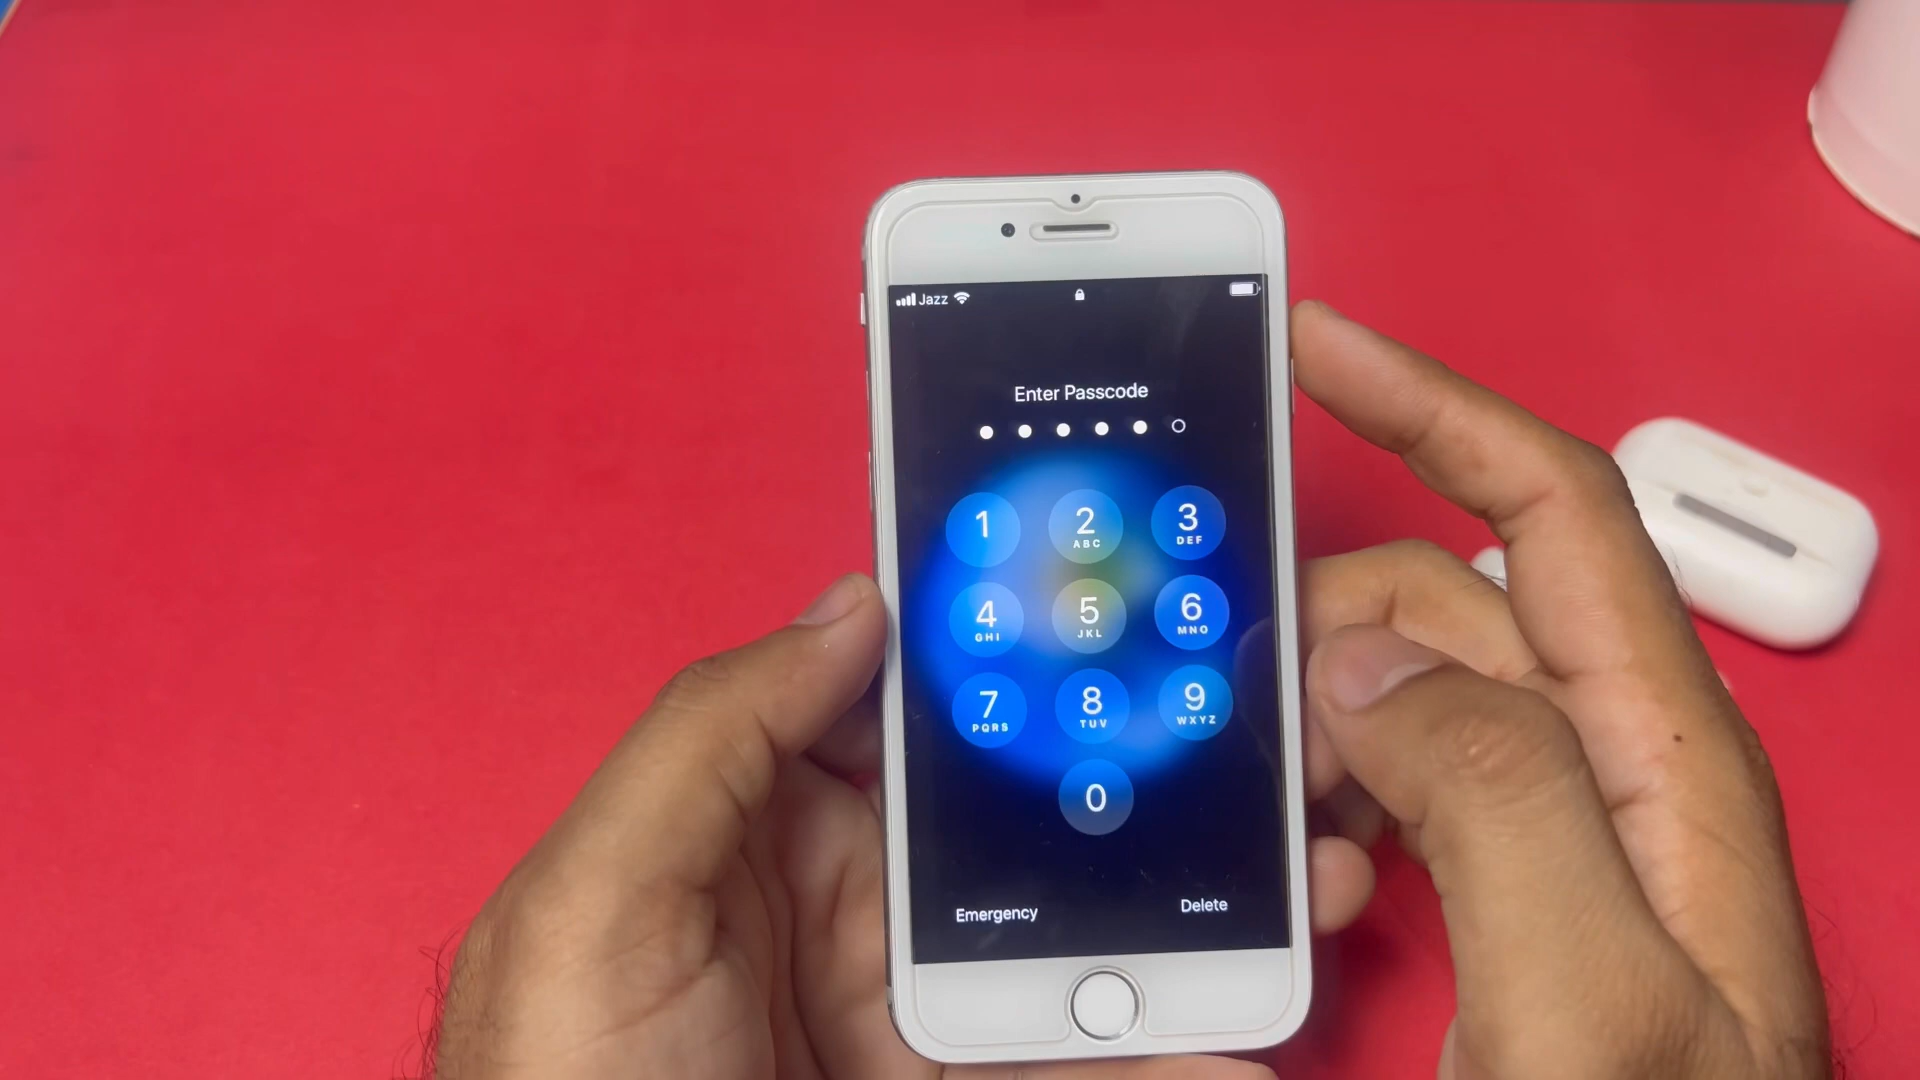 Jazz
Enter Passcode
1 2 3
ABC DEF
4 5 6
GHI JKL MNO
7 8 9
PQRS TUV WXYZ
0
Emergency Delete